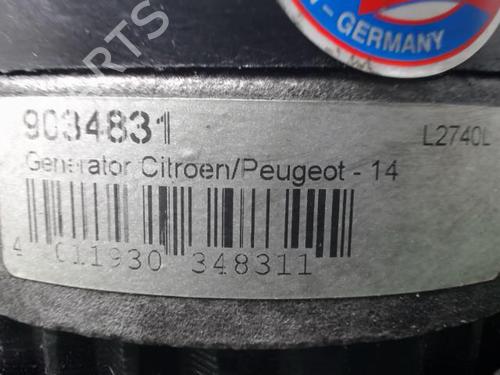 - GERMANY
9034831
L2740L
Generator Citroen/Peugeot - 14
4 011930 348311